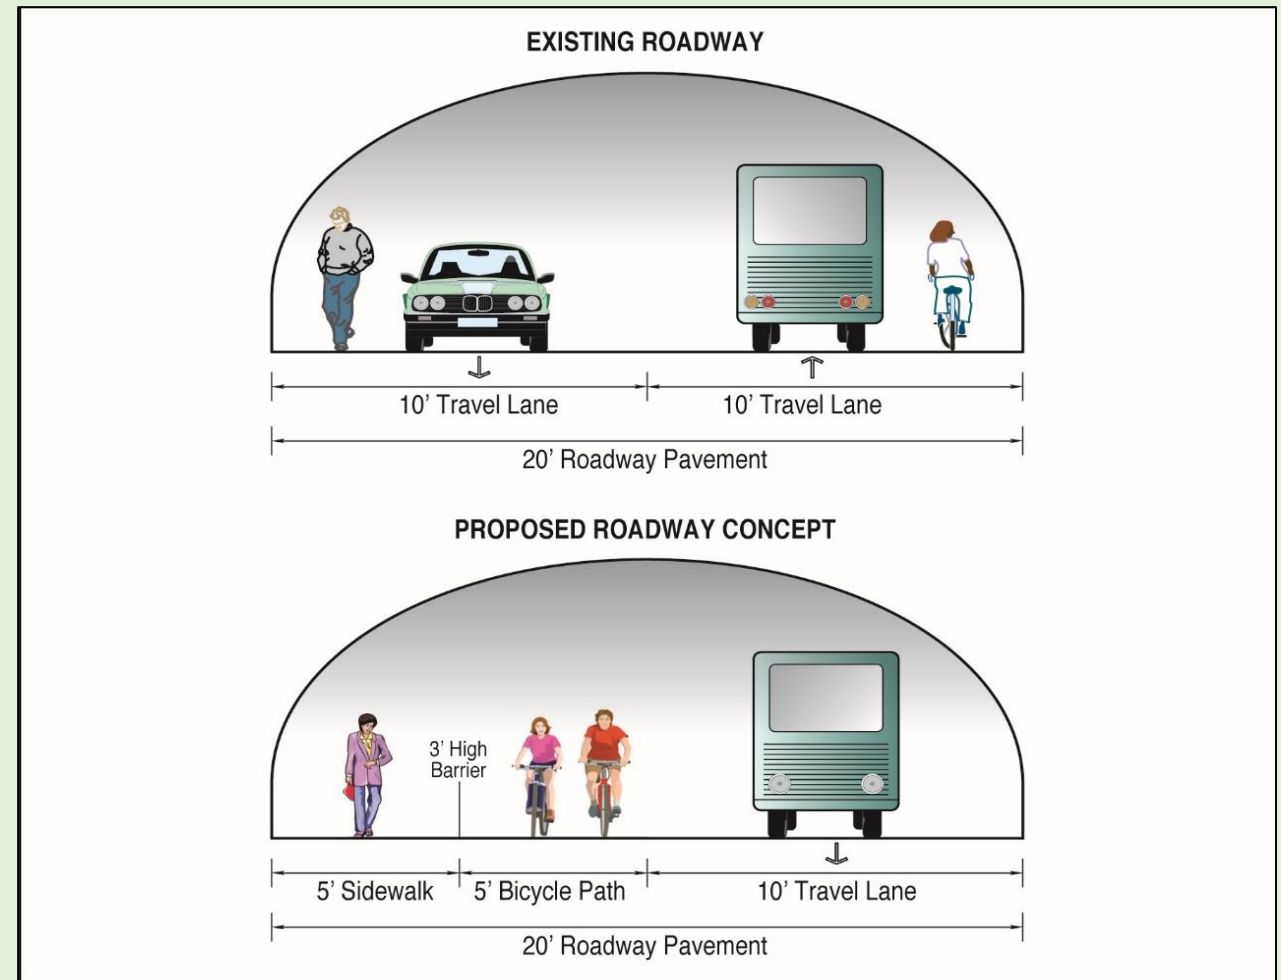 EXISTING ROADWAY
10’ Travel Lane
10’ Travel Lane
20’ Roadway Pavement
PROPOSED ROADWAY CONCEPT
3’ High
Barrier
5’ Sidewalk
5’ Bicycle Path
10’ Travel Lane
20’ Roadway Pavement